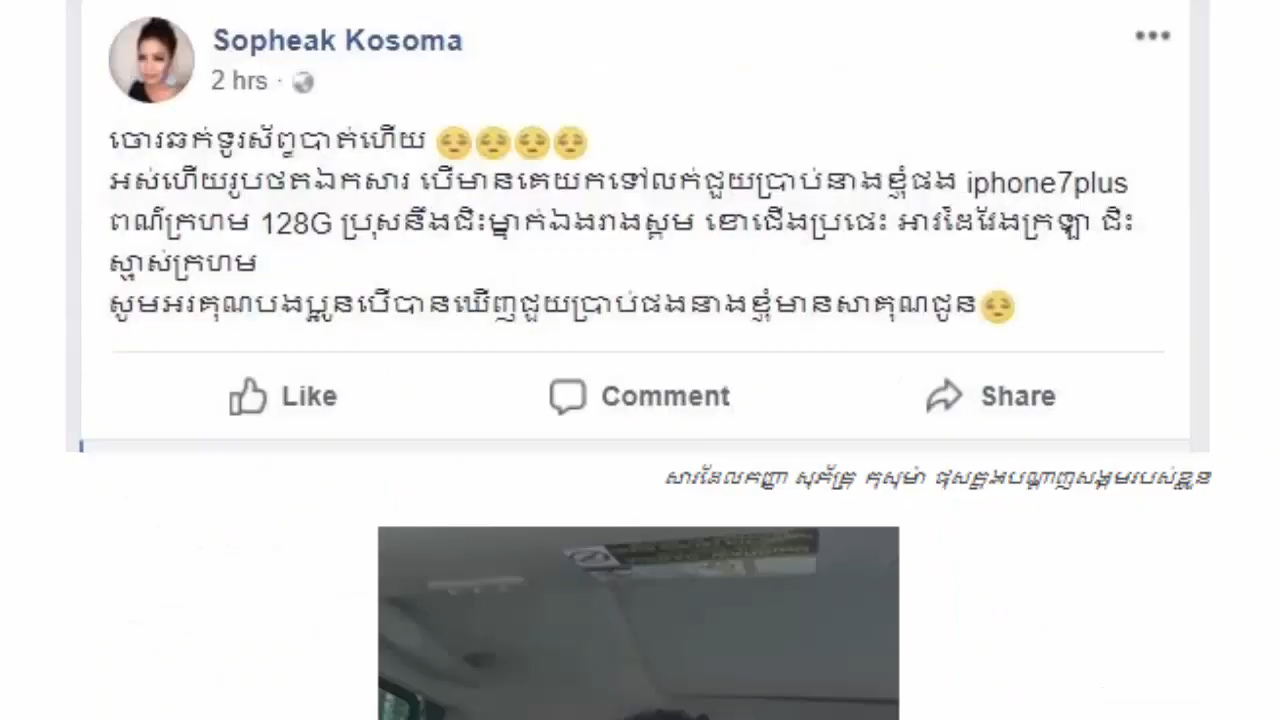 Sopheak Kosoma
2 hrs ·
ចោរឆក់ទូរស័ព្ទបាត់ហើយ 😔😔😔😔
អស់ហើយរូបថតឯកសារ បើមានគេយកទៅលក់ជួយប្រាប់នាងខ្ញុំផង iphone7plus
ពណ៌ក្រហម 128G ប្រុសនឹងជិះម្នាក់ឯងរាងស្គម ខោជើងប្រផេះ អាវដៃវែងក្រឡា ជិះ
ស្មាស់ក្រហម
សូមអរគុណបងប្អូនបើបានឃើញជួយប្រាប់ផងនាងខ្ញុំមានសាគុណជូន😔
Like Comment Share
សារដែលកញ្ញា សុភ័ក្រ្ត កុសុម៉ា ផុសក្នុងបណ្តាញសង្គមរបស់ខ្លួន